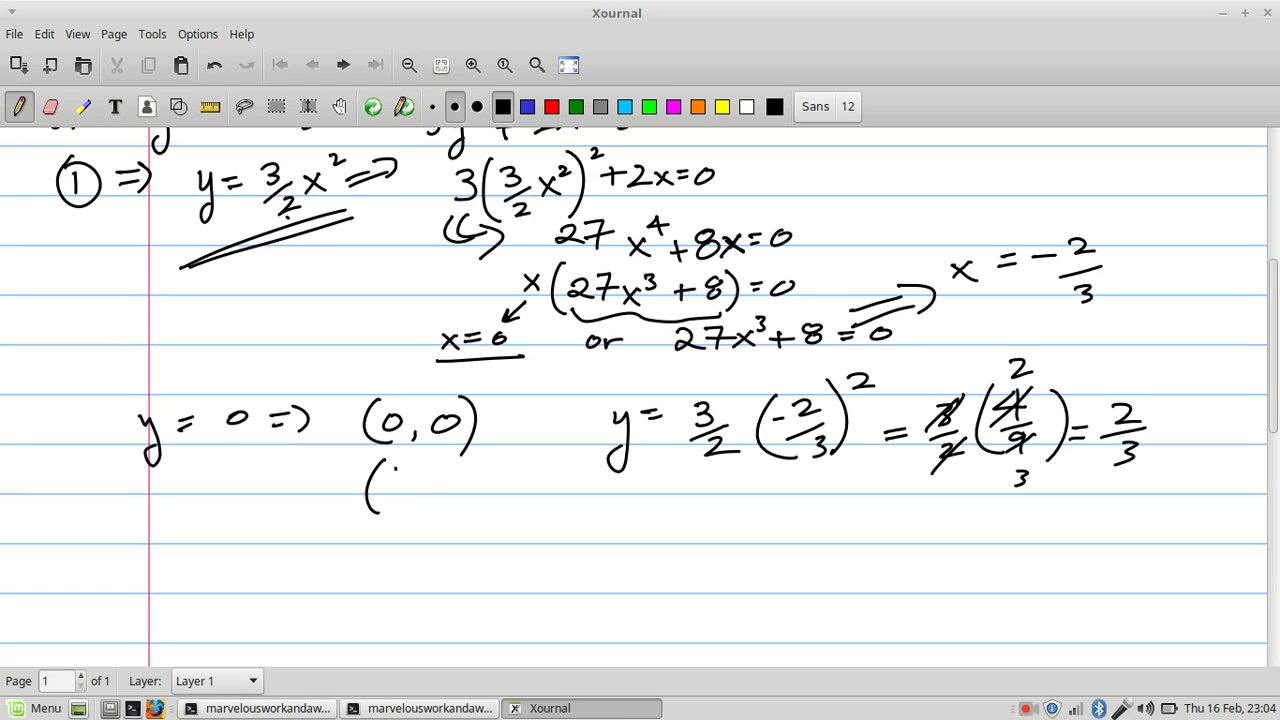 Xournal
File Edit View Page Tools Options Help
Sans 12
① ⇒ y = 3/2 x² ⇒ 3(3/2 x²)² + 2x = 0
27 x⁴ + 8x = 0
x(27x³ + 8) = 0 x = -2/3
x = 0 or 27x³ + 8 = 0
y = 0 ⇒ (0, 0) y = 3/2 (-2/3)² = 3/2 (4/9) = 2/3
2
3
(
Page 1 of 1 Layer: Layer 1
Menu marvelousworkandaw... marvelousworkandaw... Xournal Thu 16 Feb, 23:04